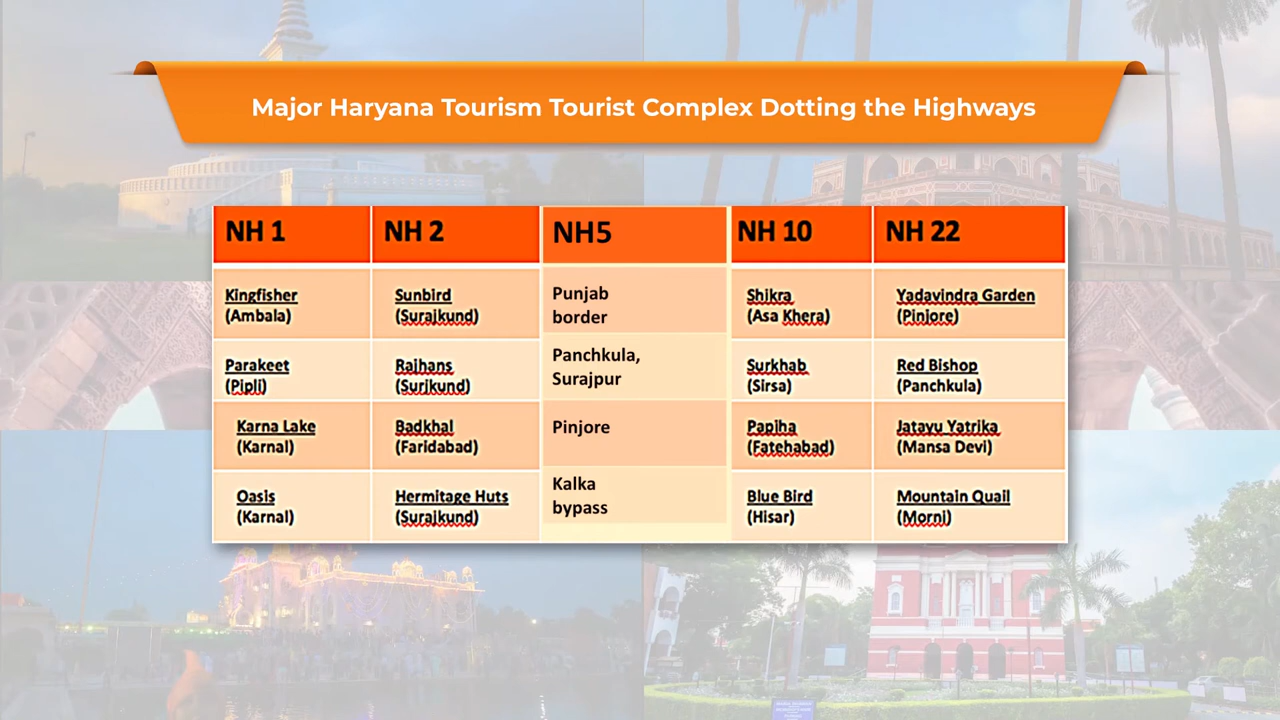 Major Haryana Tourism Tourist Complex Dotting the Highways
NH 1
NH 2
NH5
NH 10
NH 22
Kingfisher
(Ambala)
Sunbird
(Surajkund)
Punjab
border
Shikra
(Asa Khera)
Yadavindra Garden
(Pinjore)
Parakeet
(Pipli)
Rajhans
(Surjkund)
Panchkula,
Surajpur
Surkhab
(Sirsa)
Red Bishop
(Panchkula)
Karna Lake
(Karnal)
Badkhal
(Faridabad)
Pinjore
Papiha
(Fatehabad)
Jatayu Yatrika
(Mansa Devi)
Oasis
(Karnal)
Hermitage Huts
(Surajkund)
Kalka
bypass
Blue Bird
(Hisar)
Mountain Quail
(Morni)